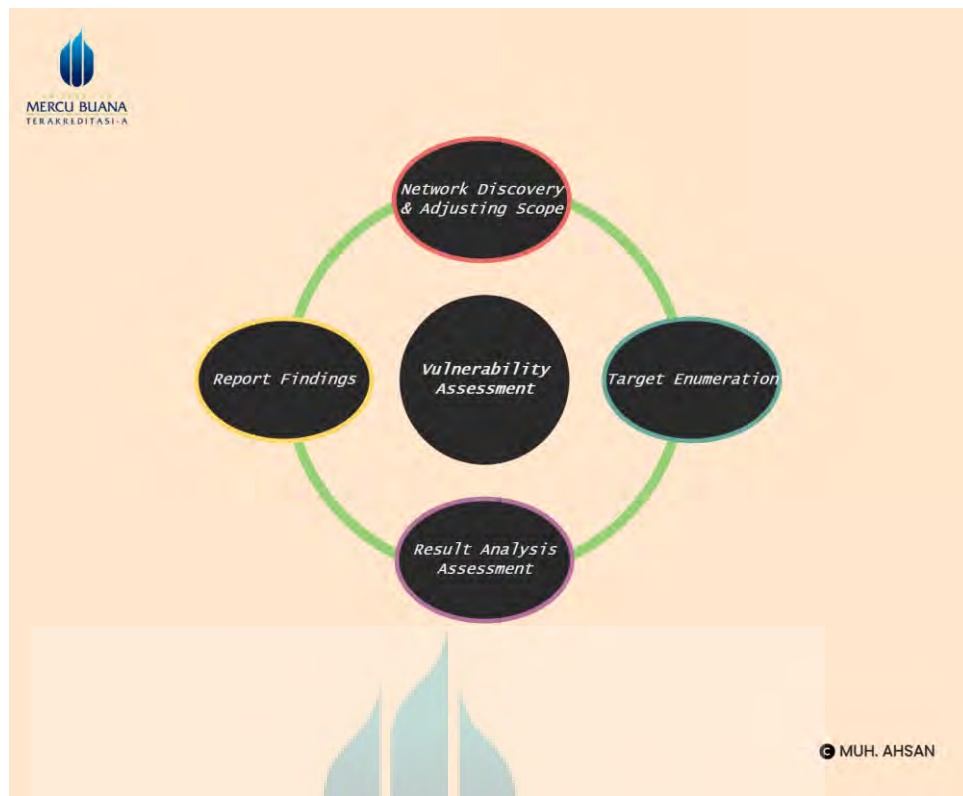 MERCU BUANA
TERAKREDITASI-A
Network Discovery
& Adjusting Scope
Report Findings
Vulnerability
Assessment
Target Enumeration
Result Analysis
Assessment
C MUH. AHSAN